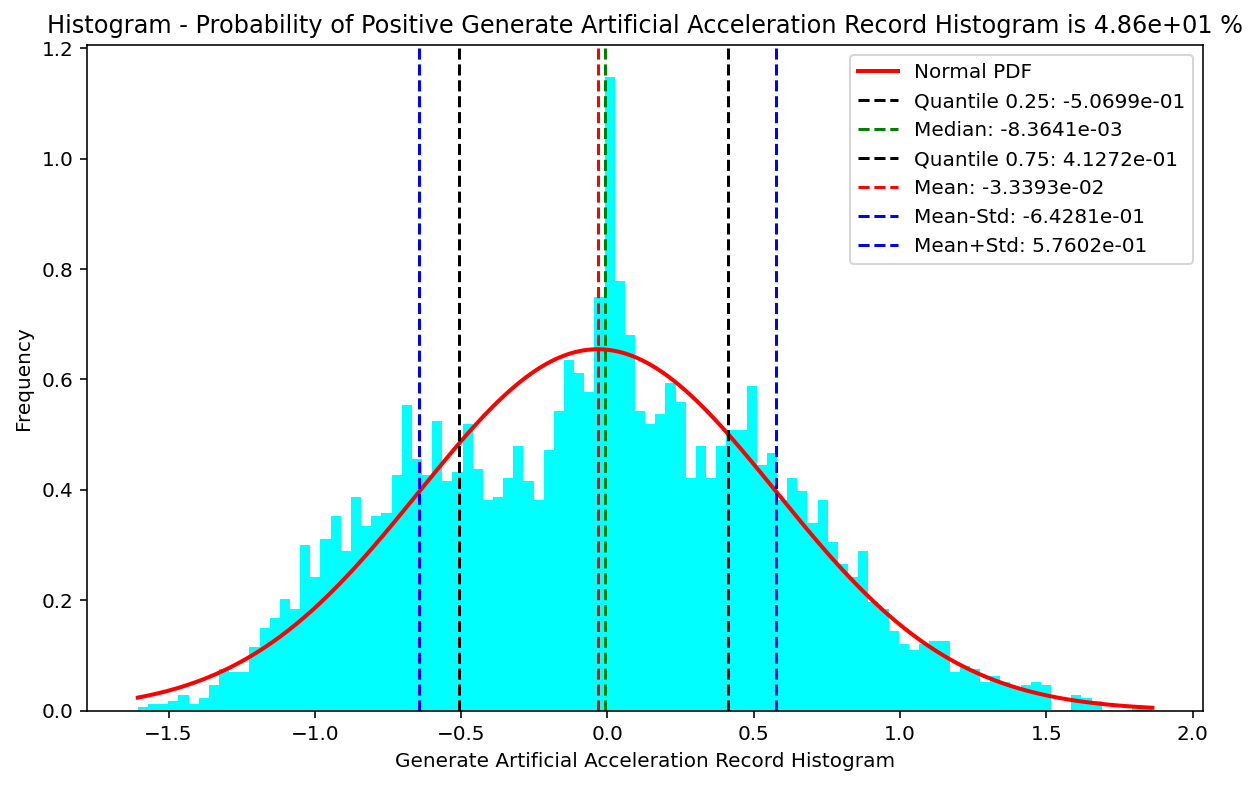 Histogram - Probability of Positive Generate Artificial Acceleration Record Histogram is 4.86e+01 %
Normal PDF
Quantile 0.25: -5.0699e-01
Median: -8.3641e-03
Quantile 0.75: 4.1272e-01
Mean: -3.3393e-02
Mean-Std: -6.4281e-01
Mean+Std: 5.7602e-01
Frequency
1.2
1.0
0.8
0.6
0.4
0.2
0.0
−1.5 −1.0 −0.5 0.0 0.5 1.0 1.5 2.0
Generate Artificial Acceleration Record Histogram